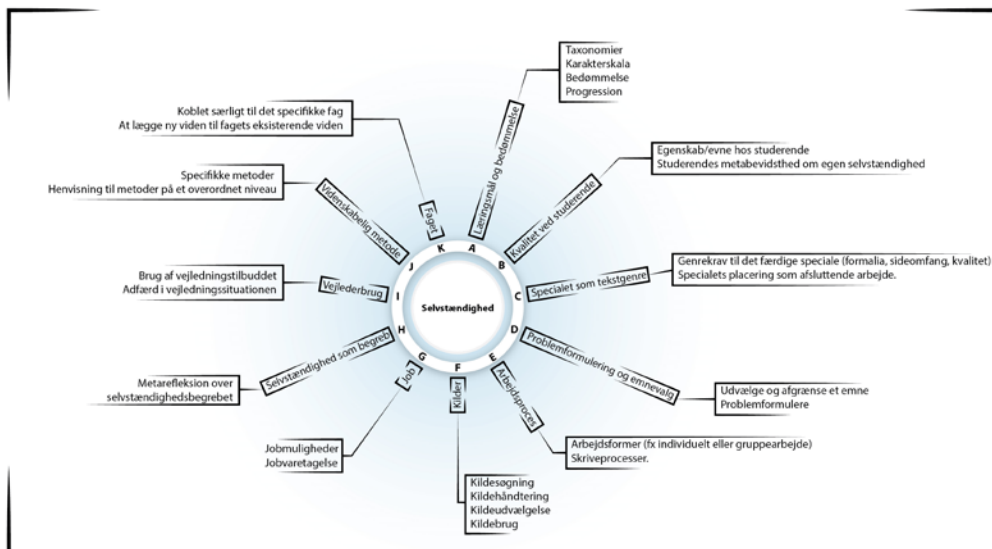 Selvstændighed
A
Læringsmål og bedømmelse
Taxonomier
Karakterskala
Bedømmelse
Progression
B
Kvalitet ved studerende
Egenskab/evne hos studerende
Studerendes metabevidsthed om egen selvstændighed
C
Specialet som tekstgenre
Genrekrav til det færdige speciale (formalia, sideomfang, kvalitet)
Specialets placering som afsluttende arbejde.
D
Problemformulering og emnevalg
Udvælge og afgrænse et emne
Problemformulere
E
Arbejdsproces
Arbejdsformer (fx individuelt eller gruppearbejde)
Skriveprocesser.
F
Kilder
Kildesøgning
Kildehåndtering
Kildeudvælgelse
Kildebrug
G
Job
Jobmuligheder
Jobvaretagelse
H
Selvstændighed som begreb
Metarefleksion over
selvstændighedsbegrebet
I
Vejlederbrug
Brug af vejledningstilbuddet
Adfærd i vejledningssituationen
J
Videnskabelig metode
Specifikke metoder
Henvisning til metoder på et overordnet niveau
K
Faget
Koblet særligt til det specifikke fag
At lægge ny viden til fagets eksisterende viden